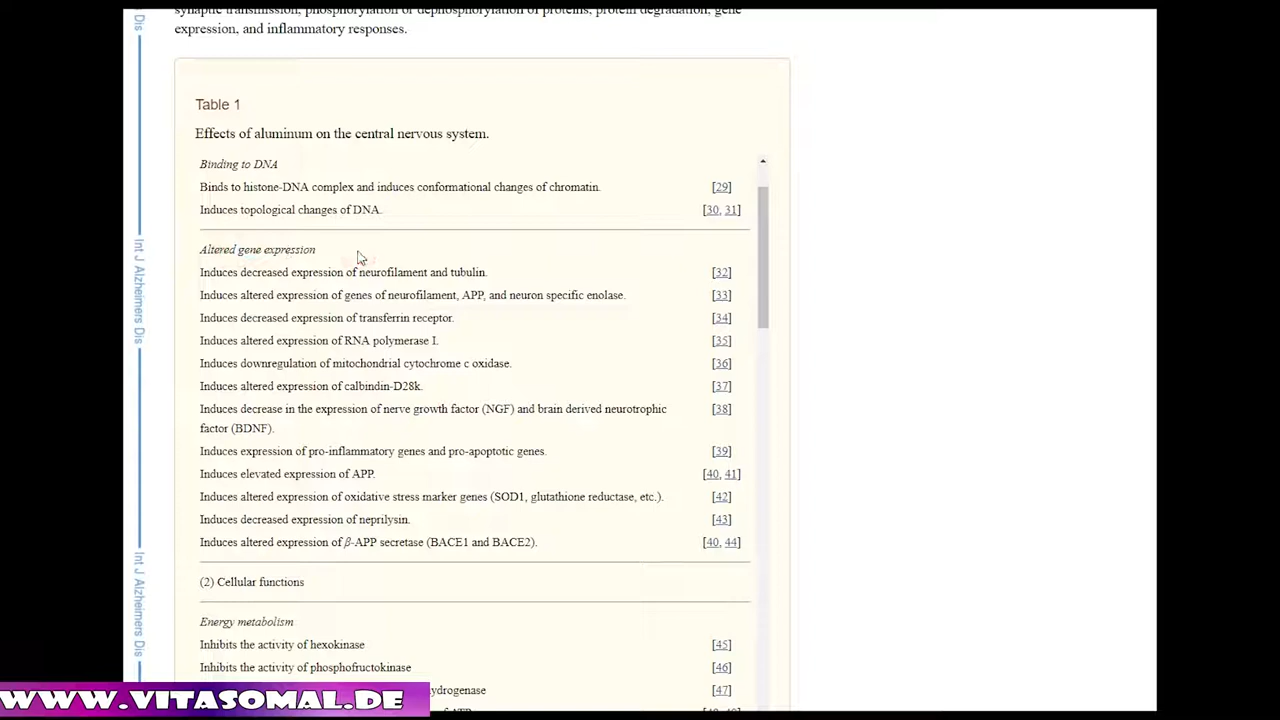 synaptic transmission, phosphorylation or dephosphorylation of proteins, protein degradation, gene
expression, and inflammatory responses.
Table 1
Effects of aluminum on the central nervous system.
Binding to DNA
Binds to histone-DNA complex and induces conformational changes of chromatin. [29]
Induces topological changes of DNA. [30, 31]
Altered gene expression
Induces decreased expression of neurofilament and tubulin. [32]
Induces altered expression of genes of neurofilament, APP, and neuron specific enolase. [33]
Induces decreased expression of transferrin receptor. [34]
Induces altered expression of RNA polymerase I. [35]
Induces downregulation of mitochondrial cytochrome c oxidase. [36]
Induces altered expression of calbindin-D28k. [37]
Induces decrease in the expression of nerve growth factor (NGF) and brain derived neurotrophic [38]
factor (BDNF).
Induces expression of pro-inflammatory genes and pro-apoptotic genes. [39]
Induces elevated expression of APP. [40, 41]
Induces altered expression of oxidative stress marker genes (SOD1, glutathione reductase, etc.). [42]
Induces decreased expression of neprilysin. [43]
Induces altered expression of β-APP secretase (BACE1 and BACE2). [40, 44]
(2) Cellular functions
Energy metabolism
Inhibits the activity of hexokinase [45]
Inhibits the activity of phosphofructokinase [46]
ydrogenase [47]
Dis
Int J Alzheimers Dis
Int J Alzheimers Dis
WWW.VITASOMAL.DE